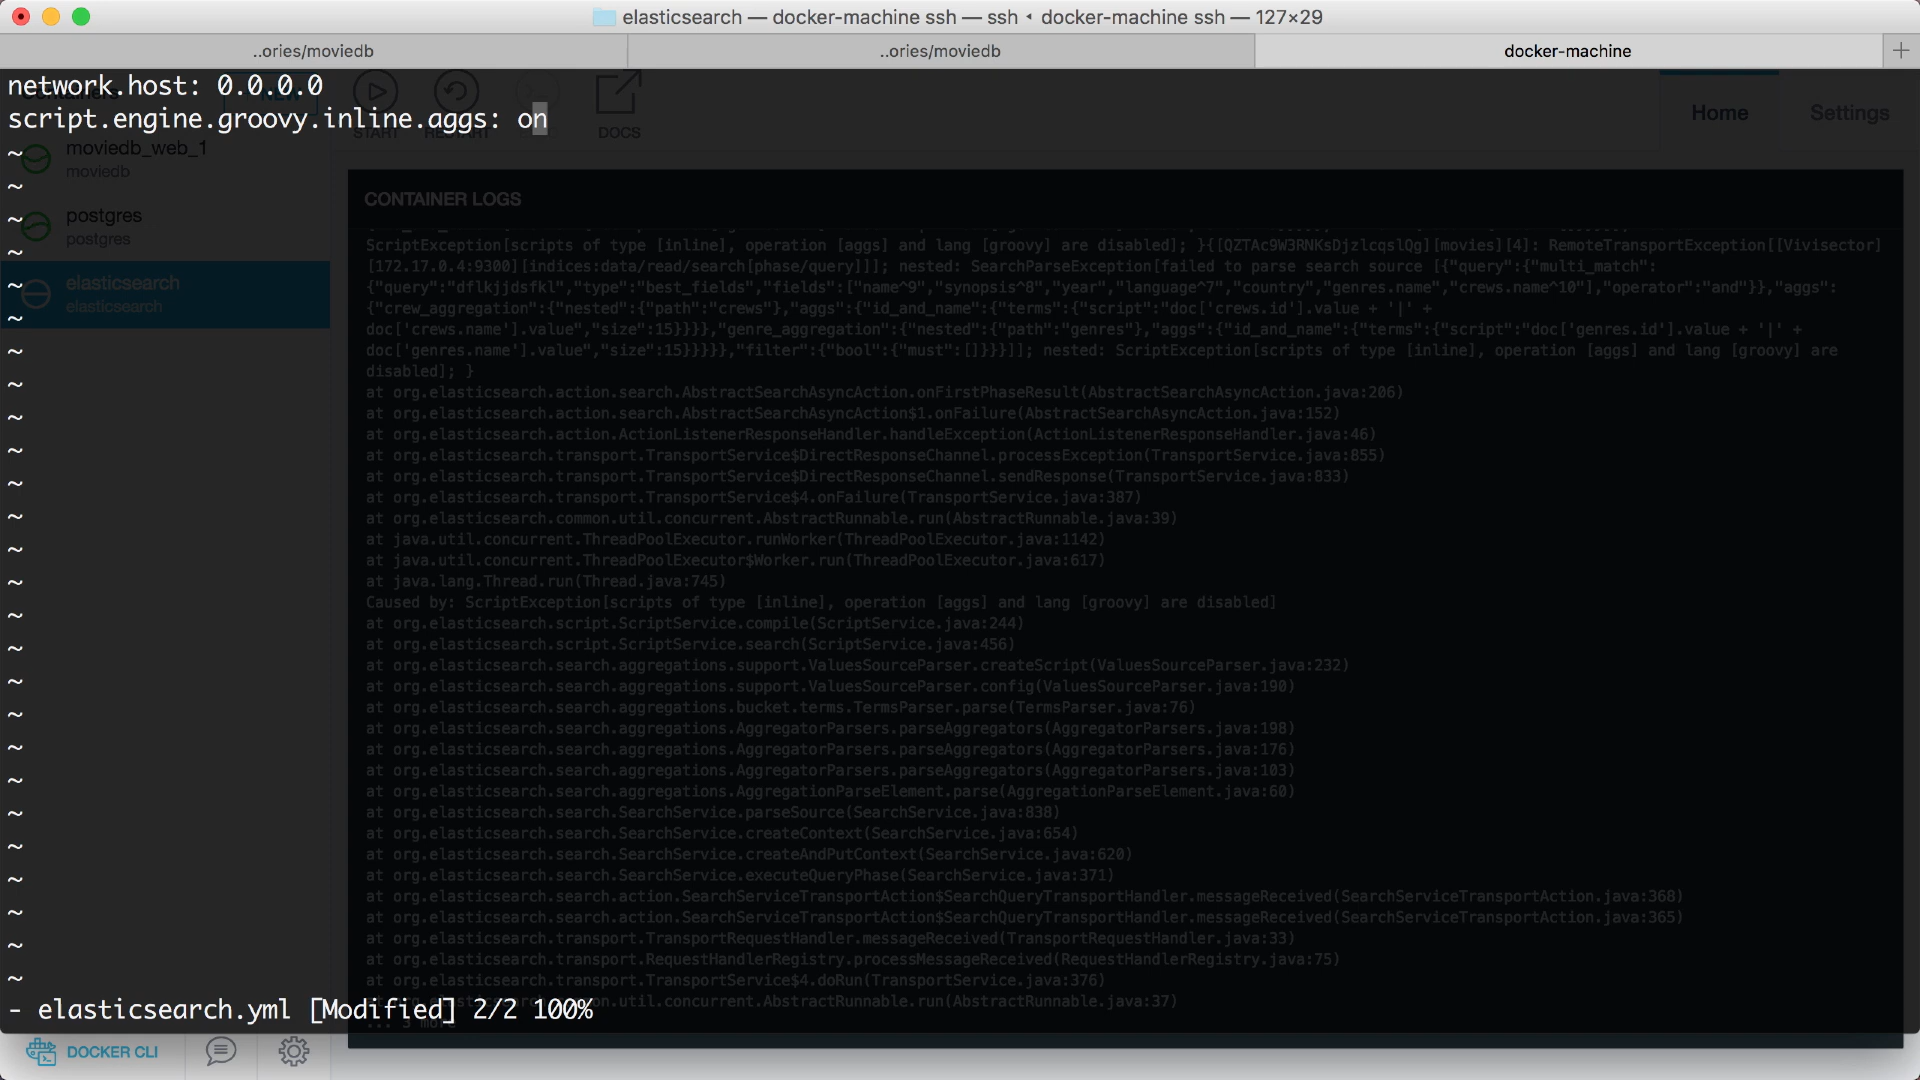 elasticsearch — docker-machine ssh — ssh ◂ docker-machine ssh — 127×29
..ories/moviedb
..ories/moviedb
docker-machine
network.host: 0.0.0.0
script.engine.groovy.inline.aggs: on
START
DOCS
Home
Settings
moviedb_web_1
moviedb
postgres
postgres
elasticsearch
elasticsearch
CONTAINER LOGS
ScriptException[scripts of type [inline], operation [aggs] and lang [groovy] are disabled]; }{[QZTAc9W3RNKsDjzlcqslQg][movies][4]: RemoteTransportException[[Vivisector]
[172.17.0.4:9300][indices:data/read/search[phase/query]]]; nested: SearchParseException[failed to parse search source [{"query":{"multi_match":
{"query":"dflkjjdsfkl","type":"best_fields","fields":["name^9","synopsis^8","year","language^7","country","genres.name","crews.name^10"],"operator":"and"}},"aggs":
{"crew_aggregation":{"nested":{"path":"crews"},"aggs":{"id_and_name":{"terms":{"script":"doc['crews.id'].value + '|' +
doc['crews.name'].value","size":15}}}},"genre_aggregation":{"nested":{"path":"genres"},"aggs":{"id_and_name":{"terms":{"script":"doc['genres.id'].value + '|' +
doc['genres.name'].value","size":15}}}}},"filter":{"bool":{"must":[]}}}]]; nested: ScriptException[scripts of type [inline], operation [aggs] and lang [groovy] are
disabled]; }
at org.elasticsearch.action.search.AbstractSearchAsyncAction.onFirstPhaseResult(AbstractSearchAsyncAction.java:206)
at org.elasticsearch.action.search.AbstractSearchAsyncAction$1.onFailure(AbstractSearchAsyncAction.java:152)
at org.elasticsearch.action.ActionListenerResponseHandler.handleException(ActionListenerResponseHandler.java:46)
at org.elasticsearch.transport.TransportService$DirectResponseChannel.processException(TransportService.java:855)
at org.elasticsearch.transport.TransportService$DirectResponseChannel.sendResponse(TransportService.java:833)
at org.elasticsearch.transport.TransportService$4.onFailure(TransportService.java:387)
at org.elasticsearch.common.util.concurrent.AbstractRunnable.run(AbstractRunnable.java:39)
at java.util.concurrent.ThreadPoolExecutor.runWorker(ThreadPoolExecutor.java:1142)
at java.util.concurrent.ThreadPoolExecutor$Worker.run(ThreadPoolExecutor.java:617)
at java.lang.Thread.run(Thread.java:745)
Caused by: ScriptException[scripts of type [inline], operation [aggs] and lang [groovy] are disabled]
at org.elasticsearch.script.ScriptService.compile(ScriptService.java:244)
at org.elasticsearch.script.ScriptService.search(ScriptService.java:456)
at org.elasticsearch.search.aggregations.support.ValuesSourceParser.createScript(ValuesSourceParser.java:232)
at org.elasticsearch.search.aggregations.support.ValuesSourceParser.config(ValuesSourceParser.java:190)
at org.elasticsearch.search.aggregations.bucket.terms.TermsParser.parse(TermsParser.java:76)
at org.elasticsearch.search.aggregations.AggregatorParsers.parseAggregators(AggregatorParsers.java:198)
at org.elasticsearch.search.aggregations.AggregatorParsers.parseAggregators(AggregatorParsers.java:176)
at org.elasticsearch.search.aggregations.AggregatorParsers.parseAggregators(AggregatorParsers.java:103)
at org.elasticsearch.search.aggregations.AggregationParseElement.parse(AggregationParseElement.java:60)
at org.elasticsearch.search.SearchService.parseSource(SearchService.java:838)
at org.elasticsearch.search.SearchService.createContext(SearchService.java:654)
at org.elasticsearch.search.SearchService.createAndPutContext(SearchService.java:620)
at org.elasticsearch.search.SearchService.executeQueryPhase(SearchService.java:371)
at org.elasticsearch.search.action.SearchServiceTransportAction$SearchQueryTransportHandler.messageReceived(SearchServiceTransportAction.java:368)
at org.elasticsearch.search.action.SearchServiceTransportAction$SearchQueryTransportHandler.messageReceived(SearchServiceTransportAction.java:365)
at org.elasticsearch.transport.TransportRequestHandler.messageReceived(TransportRequestHandler.java:33)
at org.elasticsearch.transport.RequestHandlerRegistry.processMessageReceived(RequestHandlerRegistry.java:75)
at org.elasticsearch.transport.TransportService$4.doRun(TransportService.java:376)
on.util.concurrent.AbstractRunnable.run(AbstractRunnable.java:37)
- elasticsearch.yml [Modified] 2/2 100%
... 3 more
DOCKER CLI